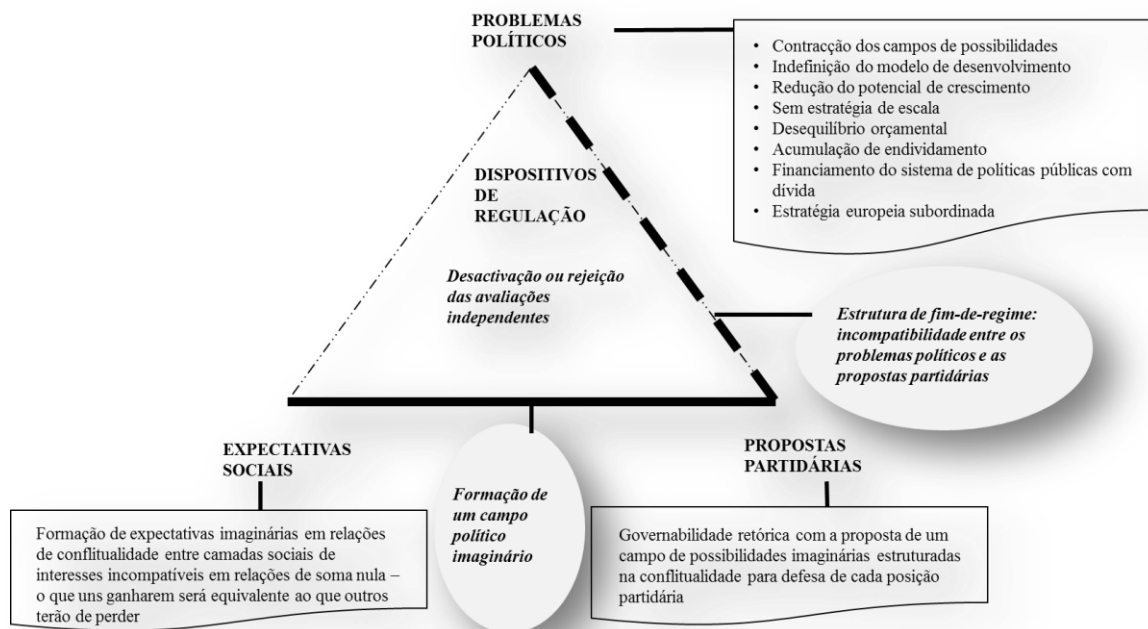 PROBLEMAS
POLÍTICOS
• Contracção dos campos de possibilidades
• Indefinição do modelo de desenvolvimento
• Redução do potencial de crescimento
• Sem estratégia de escala
• Desequilíbrio orçamental
• Acumulação de endividamento
• Financiamento do sistema de políticas públicas com
dívida
• Estratégia europeia subordinada
DISPOSITIVOS
DE
REGULAÇÃO
Desactivação ou rejeição
das avaliações
independentes
Estrutura de fim-de-regime:
incompatibilidade entre os
problemas políticos e as
propostas partidárias
EXPECTATIVAS
SOCIAIS
Formação de
um campo
político
imaginário
PROPOSTAS
PARTIDÁRIAS
Formação de expectativas imaginárias em relações
de conflitualidade entre camadas sociais de
interesses incompatíveis em relações de soma nula –
o que uns ganharem será equivalente ao que outros
terão de perder
Governabilidade retórica com a proposta de um
campo de possibilidades imaginárias estruturadas
na conflitualidade para defesa de cada posição
partidária